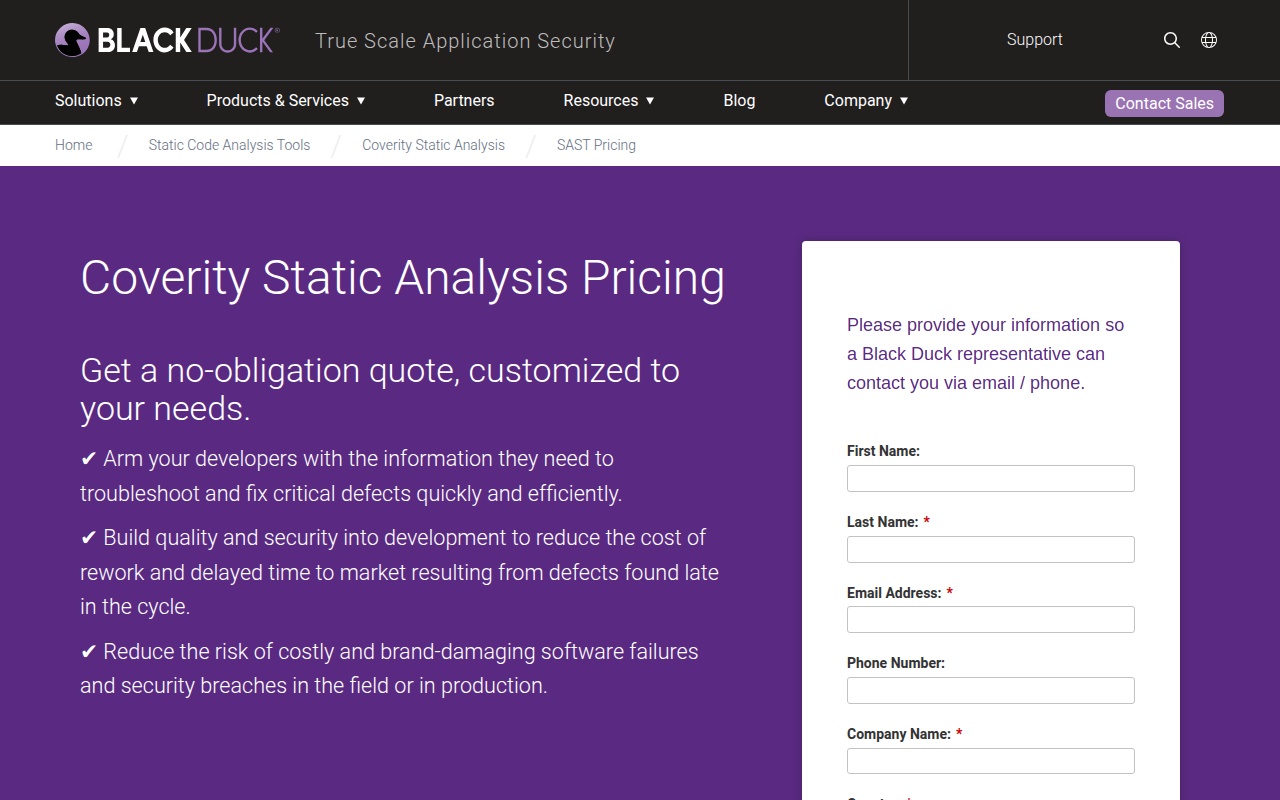 BLACK DUCK®
True Scale Application Security
Support
Solutions ▼
Products & Services ▼
Partners
Resources ▼
Blog
Company ▼
Contact Sales
Home / Static Code Analysis Tools / Coverity Static Analysis / SAST Pricing
Coverity Static Analysis Pricing
Get a no-obligation quote, customized to
your needs.
✔ Arm your developers with the information they need to
troubleshoot and fix critical defects quickly and efficiently.
✔ Build quality and security into development to reduce the cost of
rework and delayed time to market resulting from defects found late
in the cycle.
✔ Reduce the risk of costly and brand-damaging software failures
and security breaches in the field or in production.
Please provide your information so
a Black Duck representative can
contact you via email / phone.
First Name:
Last Name: *
Email Address: *
Phone Number:
Company Name: *